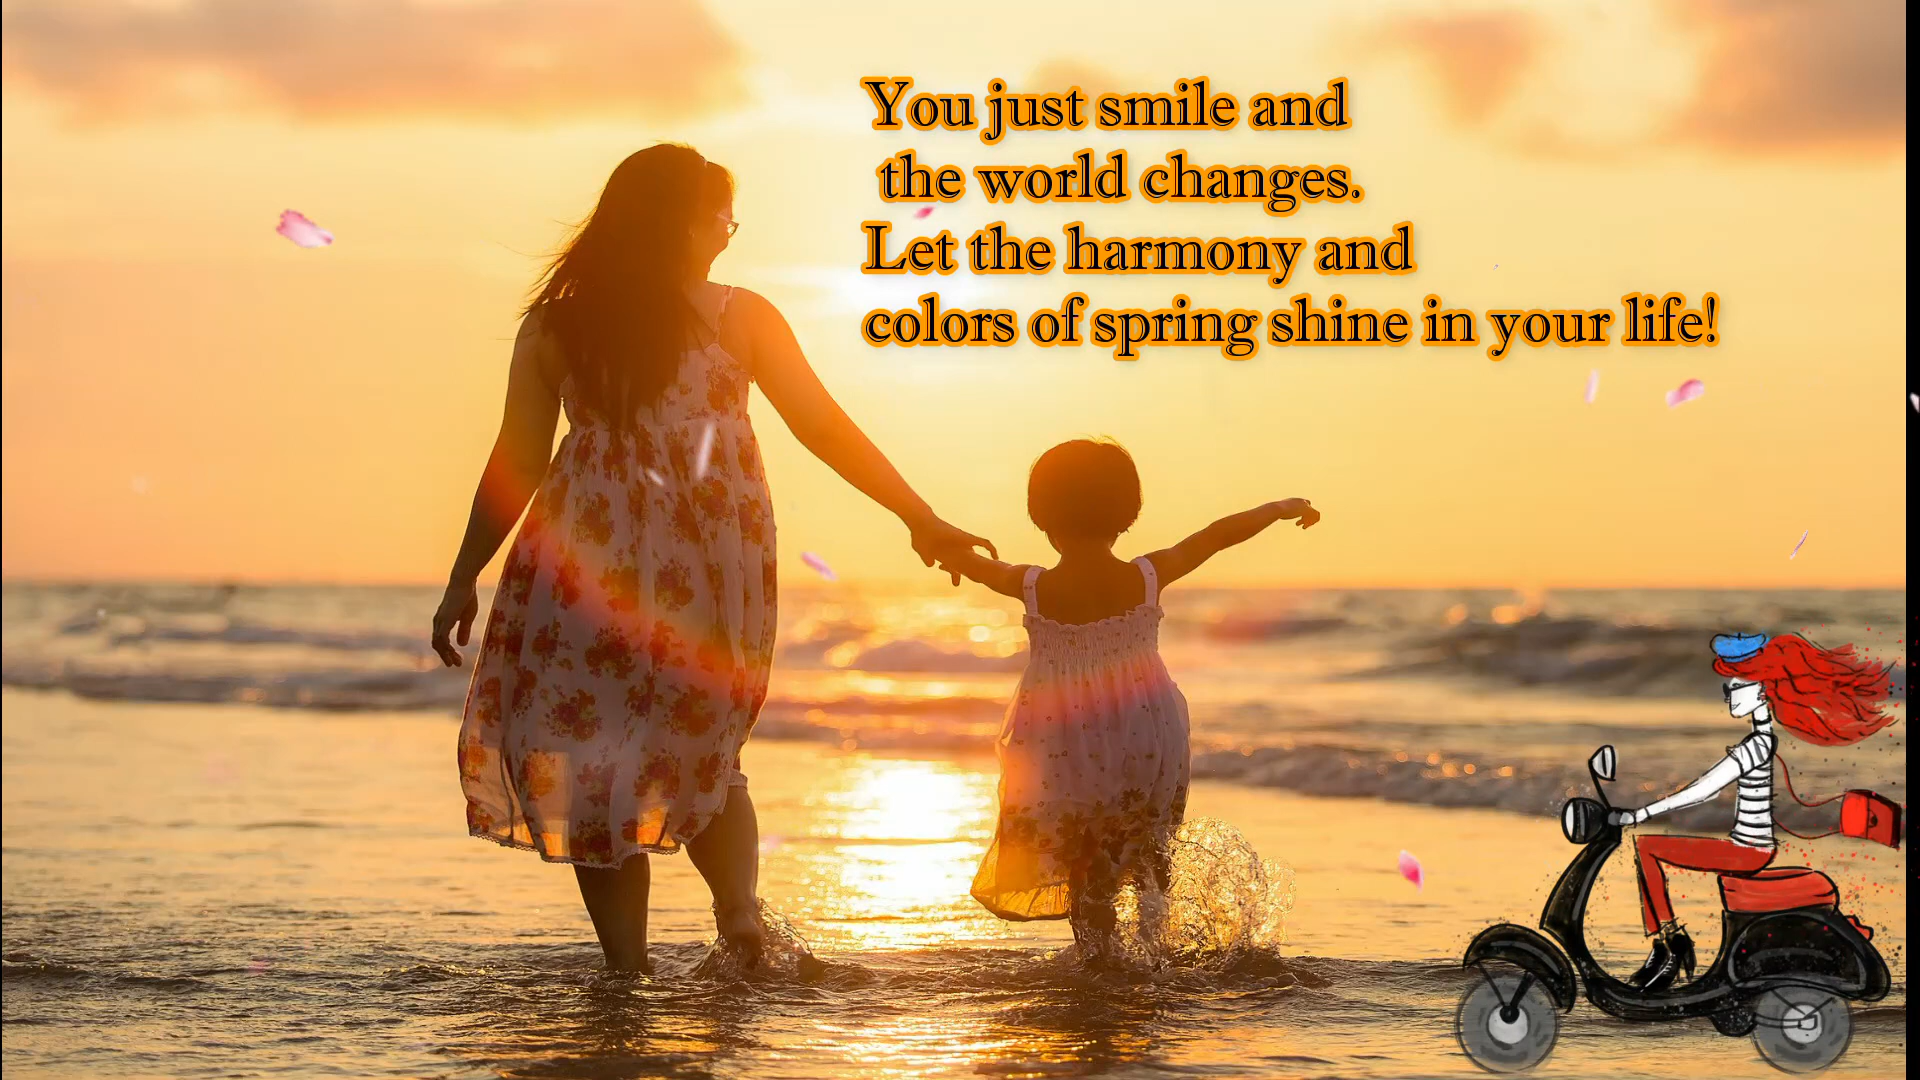 You just smile and
the world changes.
Let the harmony and
colors of spring shine in your life!